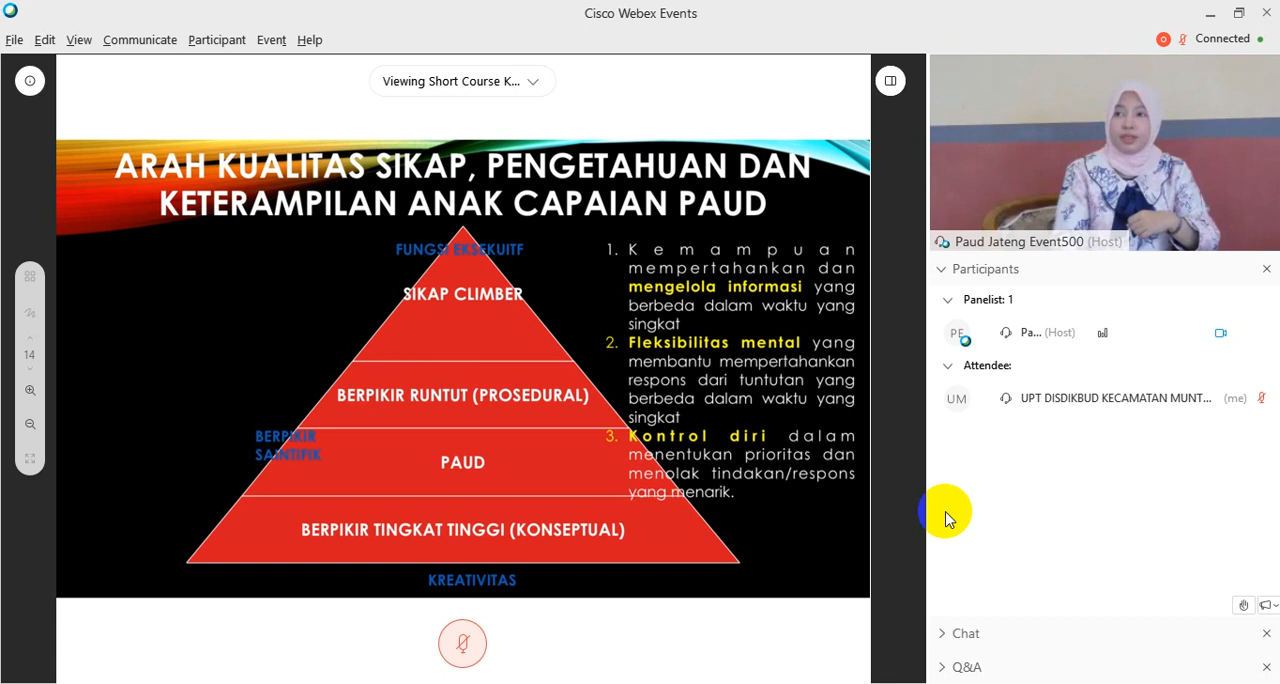 Cisco Webex Events
File Edit View Communicate Participant Event Help
Connected
Viewing Short Course K...
ARAH KUALITAS SIKAP, PENGETAHUAN DAN
KETERAMPILAN ANAK CAPAIAN PAUD
FUNGSI EKSEKUITF
SIKAP CLIMBER
BERPIKIR RUNTUT (PROSEDURAL)
BERPIKIR
SAINTIFIK
PAUD
BERPIKIR TINGKAT TINGGI (KONSEPTUAL)
KREATIVITAS
1. Kemampuan
mempertahankan dan
mengelola informasi yang
berbeda dalam waktu yang
singkat
2. Fleksibilitas mental yang
membantu mempertahankan
respons dari tuntutan yang
berbeda dalam waktu yang
singkat
3. Kontrol diri dalam
menentukan prioritas dan
menolak tindakan/respons
yang menarik.
14
Paud Jateng Event500 (Host)
Participants
Panelist: 1
PE Pa... (Host)
Attendee:
UM UPT DISDIKBUD KECAMATAN MUNT... (me)
Chat
Q&A